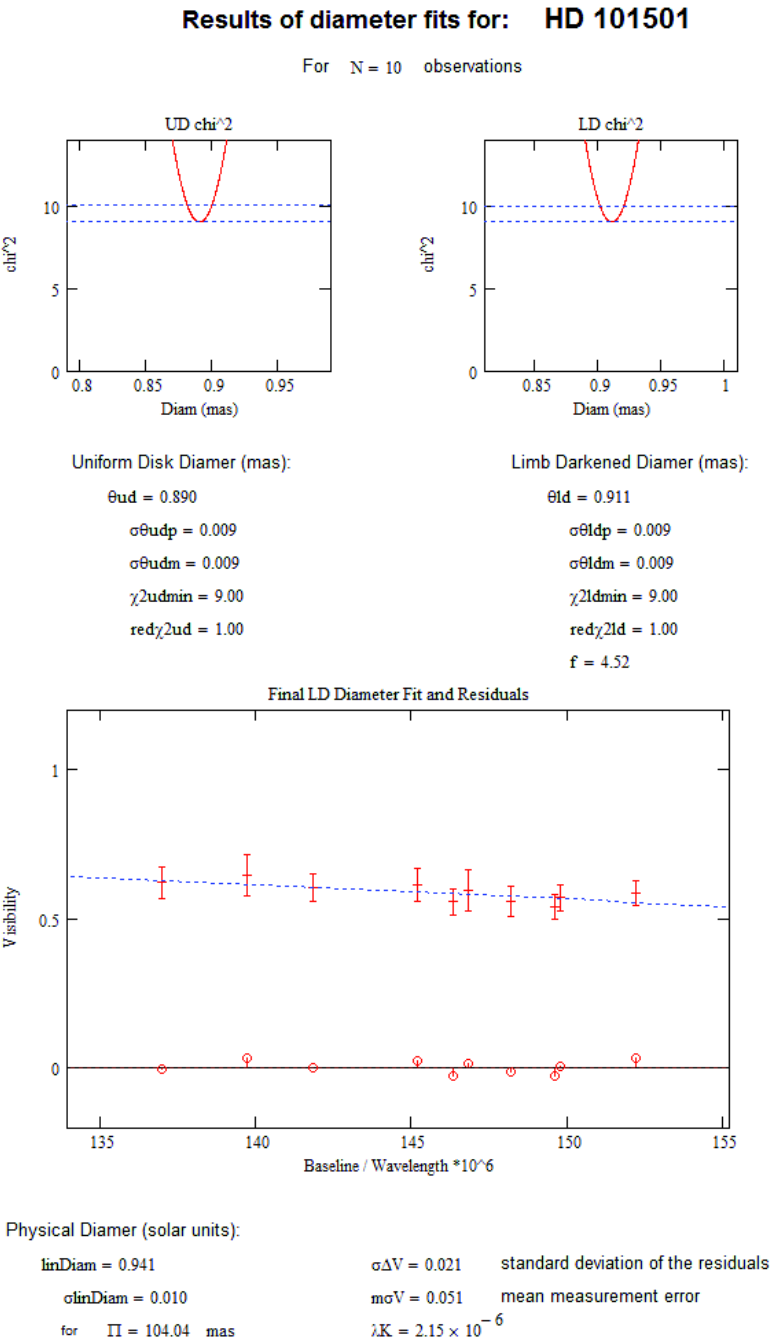 Results of diameter fits for: HD 101501
For N = 10 observations
UD chi^2
LD chi^2
10
5
0
chi^2
0.8 0.85 0.9 0.95
Diam (mas)
10
5
0
chi^2
0.85 0.9 0.95 1
Diam (mas)
Uniform Disk Diamer (mas):
θud = 0.890
σθudp = 0.009
σθudm = 0.009
χ2udmin = 9.00
redχ2ud = 1.00
Limb Darkened Diamer (mas):
θld = 0.911
σθldp = 0.009
σθldm = 0.009
χ2ldmin = 9.00
redχ2ld = 1.00
f = 4.52
Final LD Diameter Fit and Residuals
1
0.5
0
Visibility
135 140 145 150 155
Baseline / Wavelength *10^6
Physical Diamer (solar units):
linDiam = 0.941
σlinDiam = 0.010
for Π = 104.04 mas
σΔV = 0.021 standard deviation of the residuals
mσV = 0.051 mean measurement error
λK = 2.15 × 10^-6